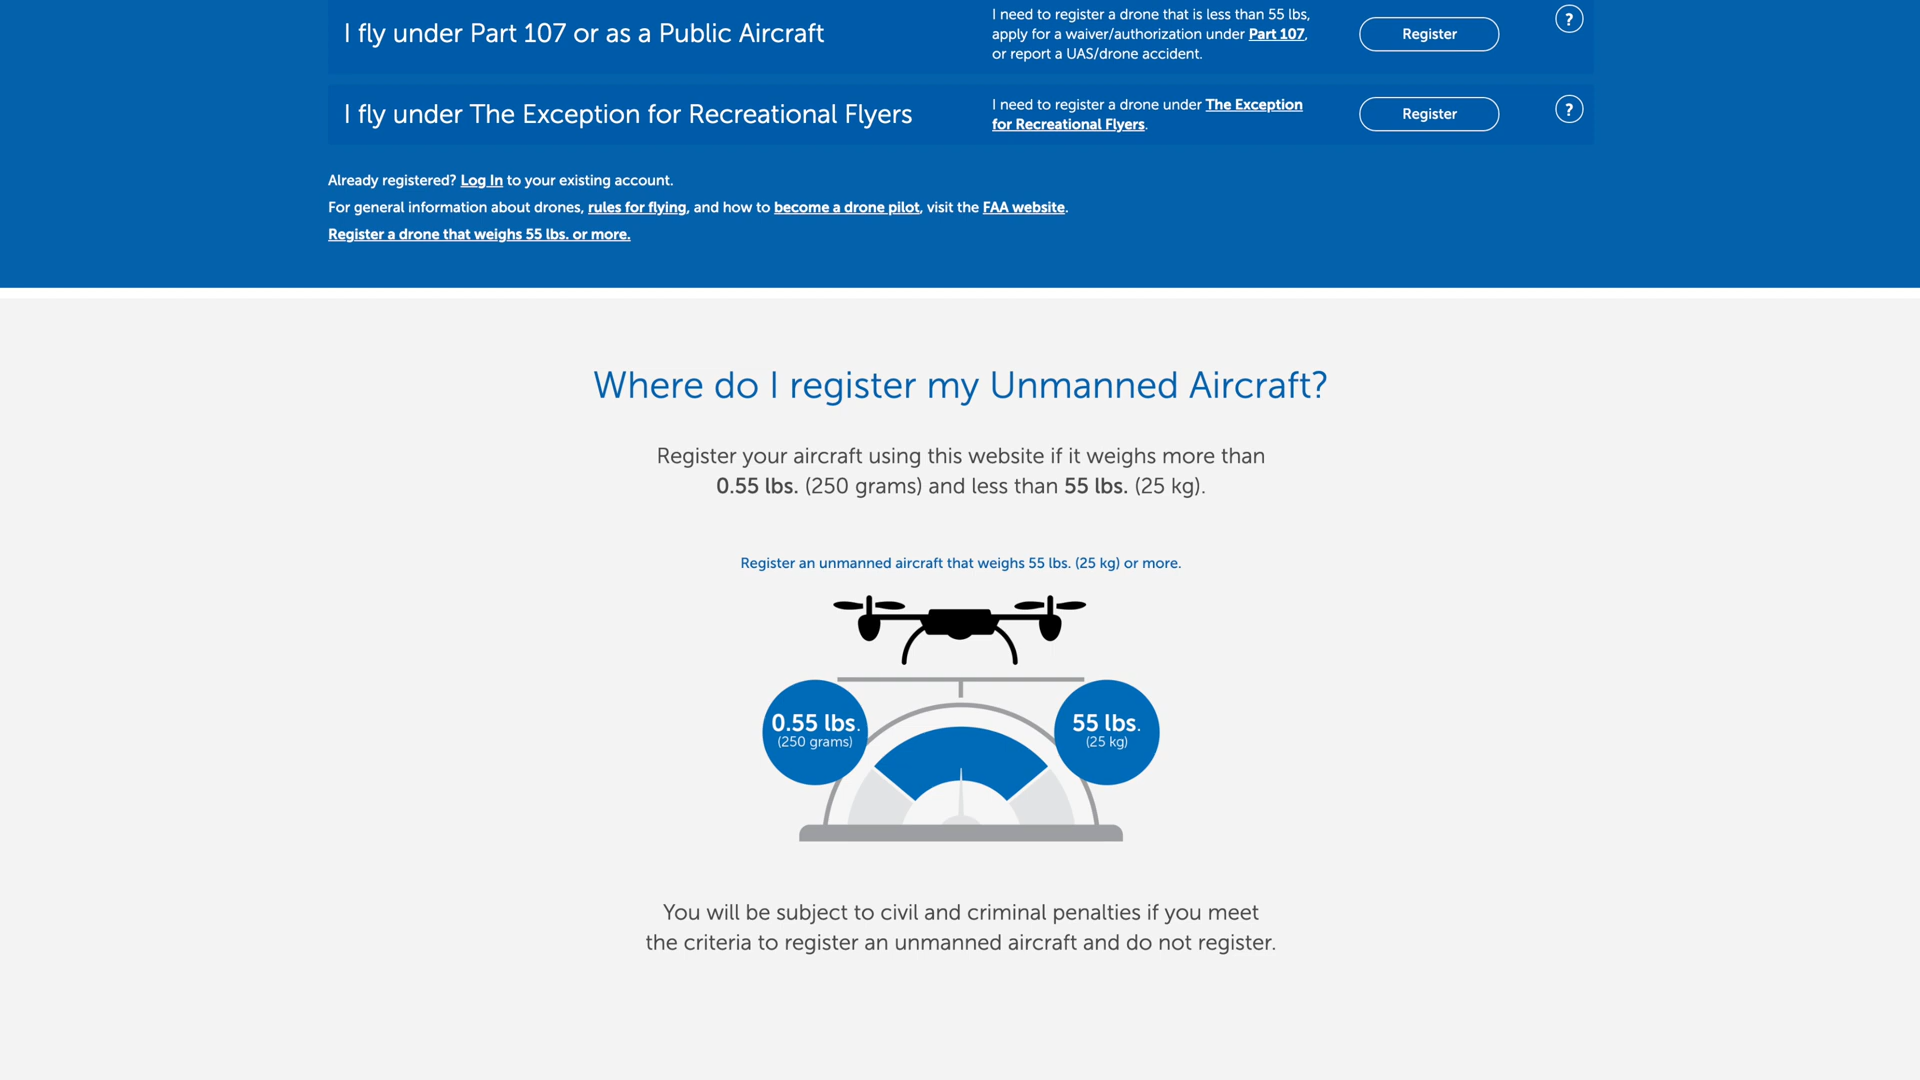 I fly under Part 107 or as a Public Aircraft
I need to register a drone that is less than 55 lbs,
apply for a waiver/authorization under Part 107,
or report a UAS/drone accident.
Register
?
I fly under The Exception for Recreational Flyers
I need to register a drone under The Exception
for Recreational Flyers.
Register
?
Already registered? Log In to your existing account.
For general information about drones, rules for flying, and how to become a drone pilot, visit the FAA website.
Register a drone that weighs 55 lbs. or more.
Where do I register my Unmanned Aircraft?
Register your aircraft using this website if it weighs more than
0.55 lbs. (250 grams) and less than 55 lbs. (25 kg).
Register an unmanned aircraft that weighs 55 lbs. (25 kg) or more.
0.55 lbs.
(250 grams)
55 lbs.
(25 kg)
You will be subject to civil and criminal penalties if you meet
the criteria to register an unmanned aircraft and do not register.